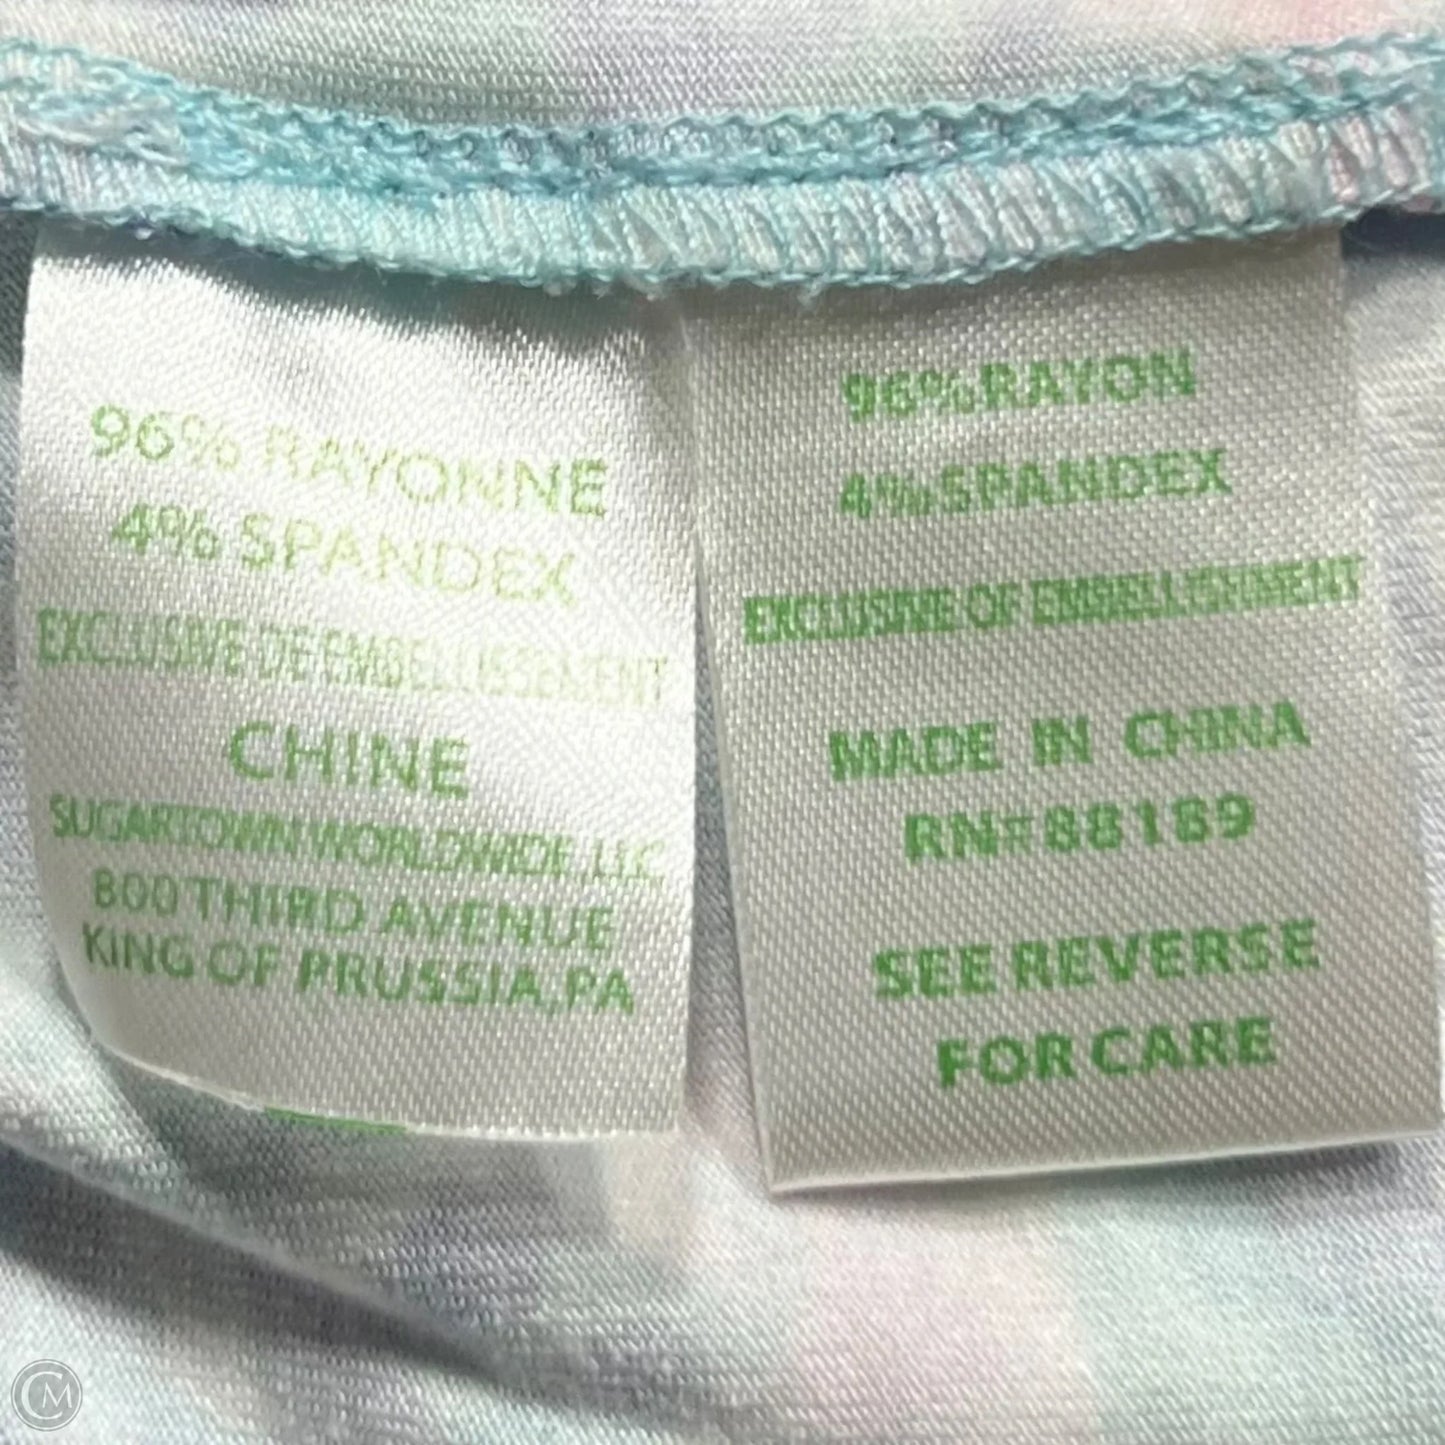 96% RAYONNE
4% SPANDEX
EXCLUSIVE DE EMBELLISSEMENT
CHINE
SUGARTOWN WORLDWIDE, LLC
800 THIRD AVENUE
KING OF PRUSSIA, PA
96% RAYON
4% SPANDEX
EXCLUSIVE OF EMBELLISHMENT
MADE IN CHINA
RN# 88189
SEE REVERSE
FOR CARE
CM